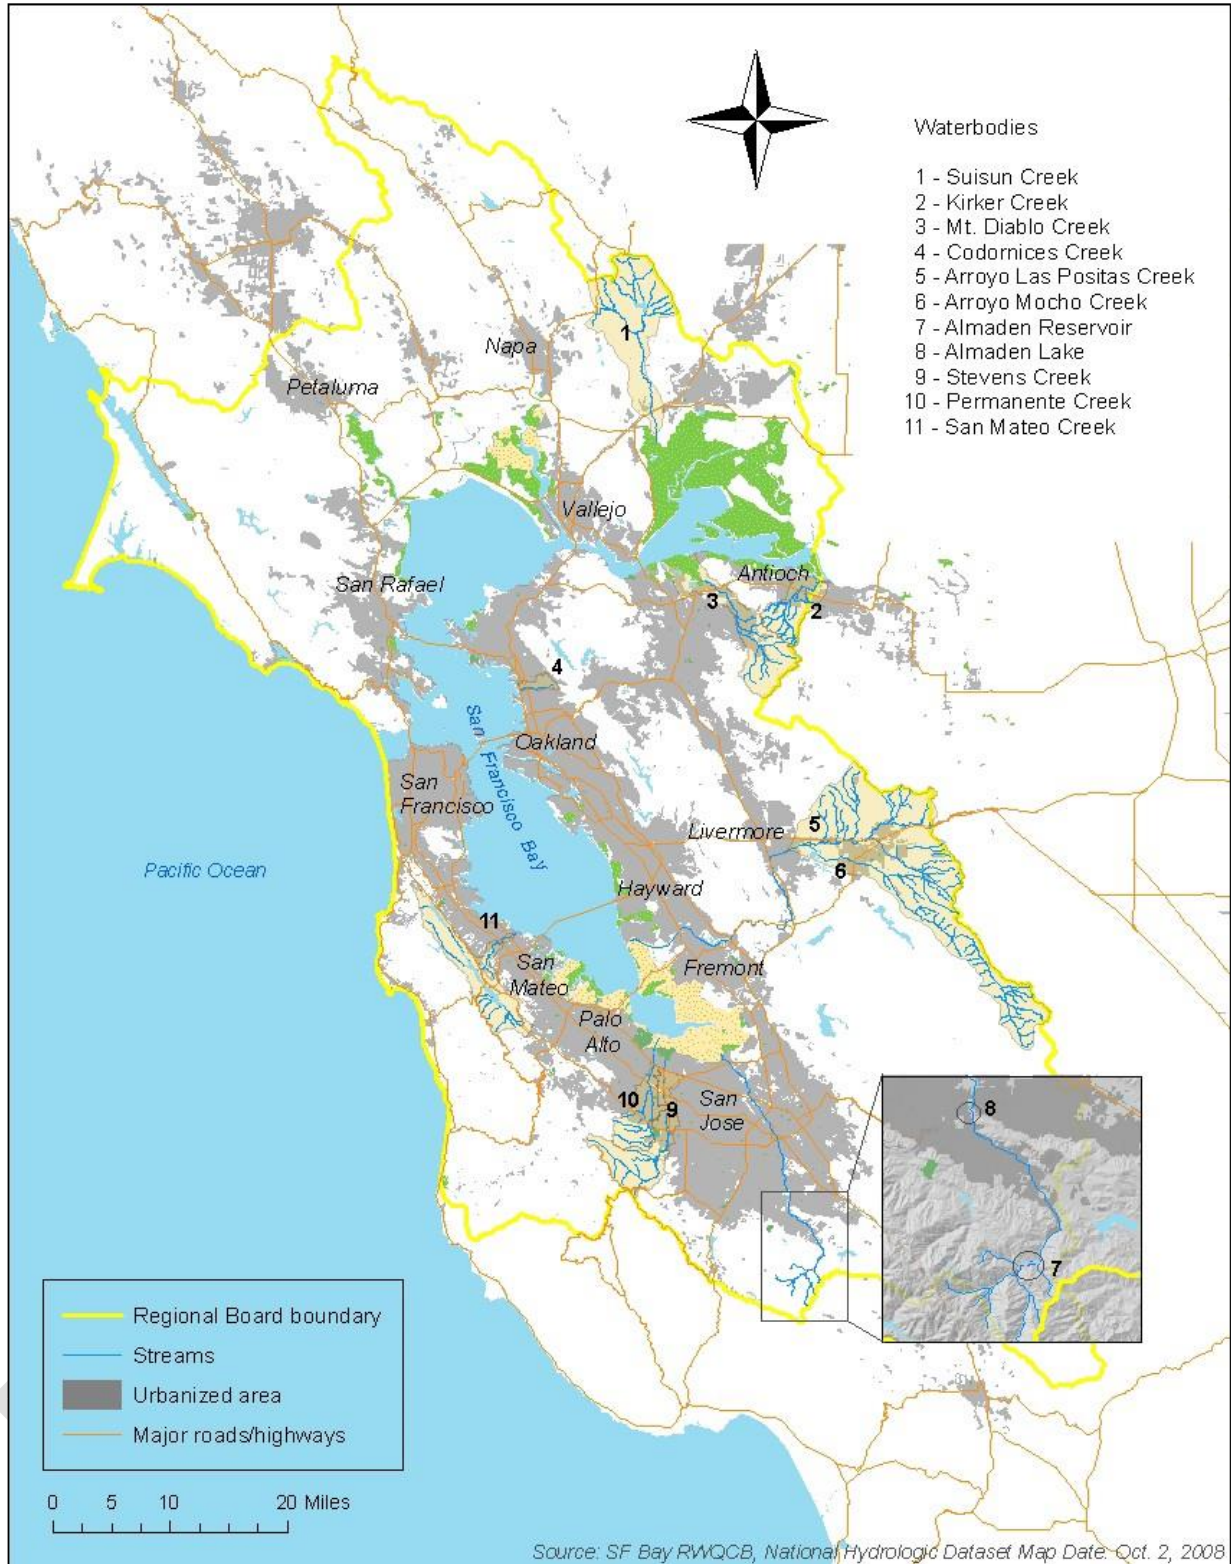 Waterbodies
1 - Suisun Creek
2 - Kirker Creek
3 - Mt. Diablo Creek
4 - Codornices Creek
5 - Arroyo Las Positas Creek
6 - Arroyo Mocho Creek
7 - Almaden Reservoir
8 - Almaden Lake
9 - Stevens Creek
10 - Permanente Creek
11 - San Mateo Creek
1
Napa
Petaluma
Vallejo
Antioch
San Rafael
3
2
4
San Francisco Bay
Oakland
San
Francisco
5
Livermore
6
Pacific Ocean
Hayward
11
San
Mateo
Fremont
Palo
Alto
10
9
San
Jose
8
7
Regional Board boundary
Streams
Urbanized area
Major roads/highways
0 5 10 20 Miles
Source: SF Bay RWQCB, National Hydrologic Dataset Map Date: Oct. 2, 2008